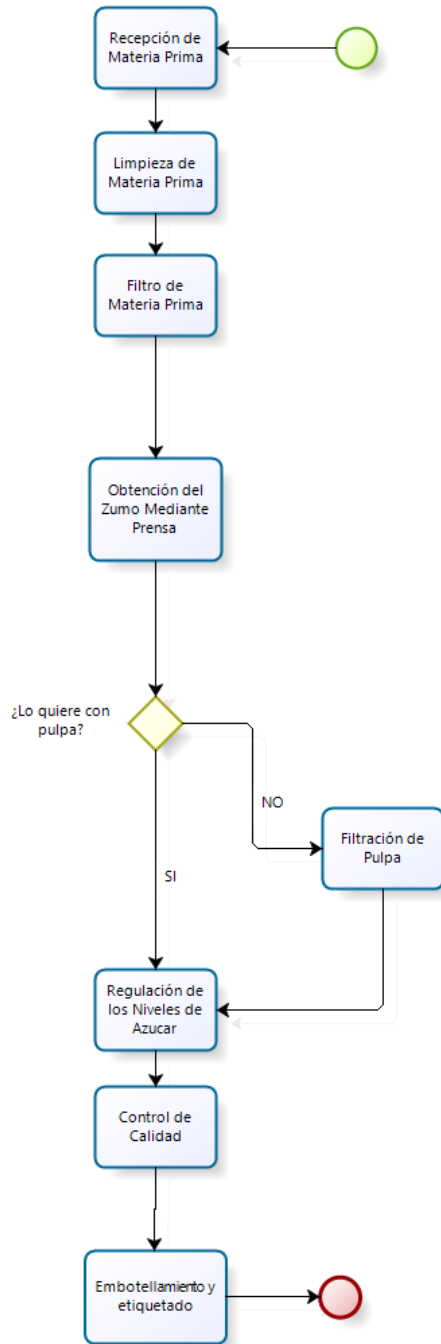 Recepción de
Materia Prima
Limpieza de
Materia Prima
Filtro de
Materia Prima
Obtención del
Zumo Mediante
Prensa
¿Lo quiere con
pulpa?
NO
Filtración de
Pulpa
SI
Regulación de
los Niveles de
Azucar
Control de
Calidad
Embotellamiento y
etiquetado